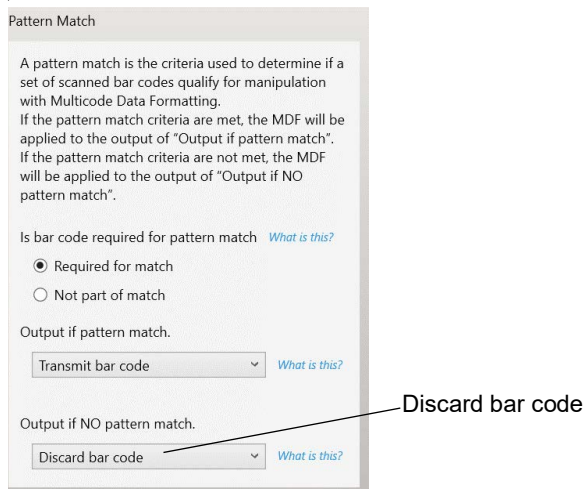 Pattern Match
A pattern match is the criteria used to determine if a
set of scanned bar codes qualify for manipulation
with Multicode Data Formatting.
If the pattern match criteria are met, the MDF will be
applied to the output of “Output if pattern match”.
If the pattern match criteria are not met, the MDF
will be applied to the output of “Output if NO
pattern match”.
Is bar code required for pattern match What is this?
Required for match
Not part of match
Output if pattern match.
Transmit bar code What is this?
Discard bar code
Output if NO pattern match.
Discard bar code What is this?